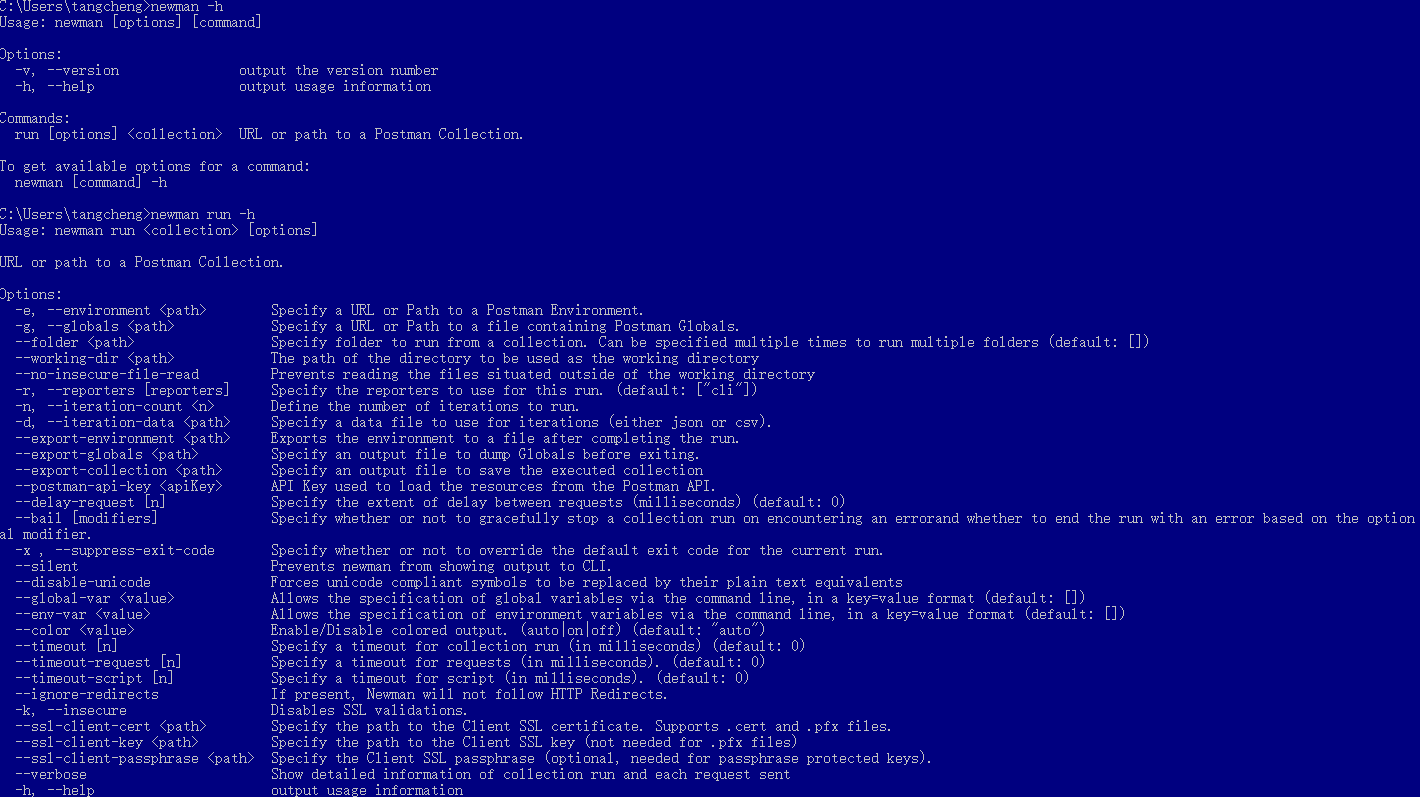 C:\Users\tangcheng>newman -h
Usage: newman [options] [command]
Options:
-v, --version output the version number
-h, --help output usage information
Commands:
run [options] <collection> URL or path to a Postman Collection.
To get available options for a command:
newman [command] -h
C:\Users\tangcheng>newman run -h
Usage: newman run <collection> [options]
URL or path to a Postman Collection.
Options:
-e, --environment <path> Specify a URL or Path to a Postman Environment.
-g, --globals <path> Specify a URL or Path to a file containing Postman Globals.
--folder <path> Specify folder to run from a collection. Can be specified multiple times to run multiple folders (default: [])
--working-dir <path> The path of the directory to be used as the working directory
--no-insecure-file-read Prevents reading the files situated outside of the working directory
-r, --reporters [reporters] Specify the reporters to use for this run. (default: ["cli"])
-n, --iteration-count <n> Define the number of iterations to run.
-d, --iteration-data <path> Specify a data file to use for iterations (either json or csv).
--export-environment <path> Exports the environment to a file after completing the run.
--export-globals <path> Specify an output file to dump Globals before exiting.
--export-collection <path> Specify an output file to save the executed collection
--postman-api-key <apiKey> API Key used to load the resources from the Postman API.
--delay-request [n] Specify the extent of delay between requests (milliseconds) (default: 0)
--bail [modifiers] Specify whether or not to gracefully stop a collection run on encountering an errorand whether to end the run with an error based on the option
al modifier.
-x , --suppress-exit-code Specify whether or not to override the default exit code for the current run.
--silent Prevents newman from showing output to CLI.
--disable-unicode Forces unicode compliant symbols to be replaced by their plain text equivalents
--global-var <value> Allows the specification of global variables via the command line, in a key=value format (default: [])
--env-var <value> Allows the specification of environment variables via the command line, in a key=value format (default: [])
--color <value> Enable/Disable colored output. (auto|on|off) (default: "auto")
--timeout [n] Specify a timeout for collection run (in milliseconds) (default: 0)
--timeout-request [n] Specify a timeout for requests (in milliseconds). (default: 0)
--timeout-script [n] Specify a timeout for script (in milliseconds). (default: 0)
--ignore-redirects If present, Newman will not follow HTTP Redirects.
-k, --insecure Disables SSL validations.
--ssl-client-cert <path> Specify the path to the Client SSL certificate. Supports .cert and .pfx files.
--ssl-client-key <path> Specify the path to the Client SSL key (not needed for .pfx files)
--ssl-client-passphrase <path> Specify the Client SSL passphrase (optional, needed for passphrase protected keys).
--verbose Show detailed information of collection run and each request sent
-h, --help output usage information